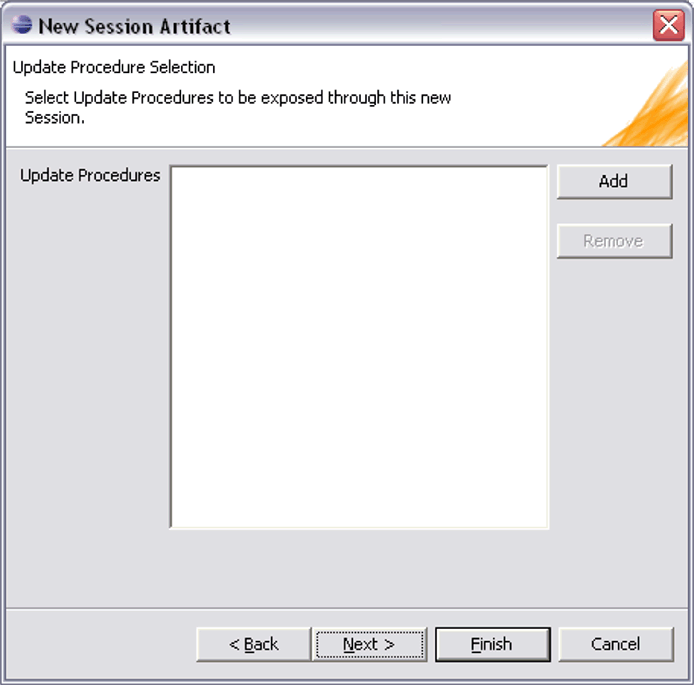 New Session Artifact
Update Procedure Selection
Select Update Procedures to be exposed through this new
Session.
Update Procedures
Add
Remove
< Back
Next >
Finish
Cancel